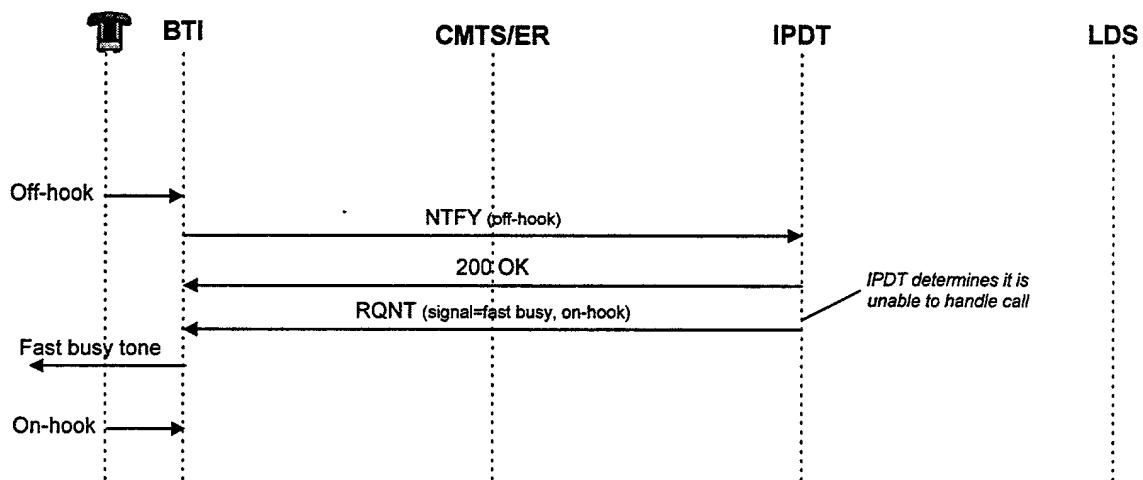 BTI
CMTS/ER
IPDT
LDS
Off-hook
NTFY (off-hook)
200 OK
IPDT determines it is
unable to handle call
RQNT (signal=fast busy, on-hook)
Fast busy tone
On-hook